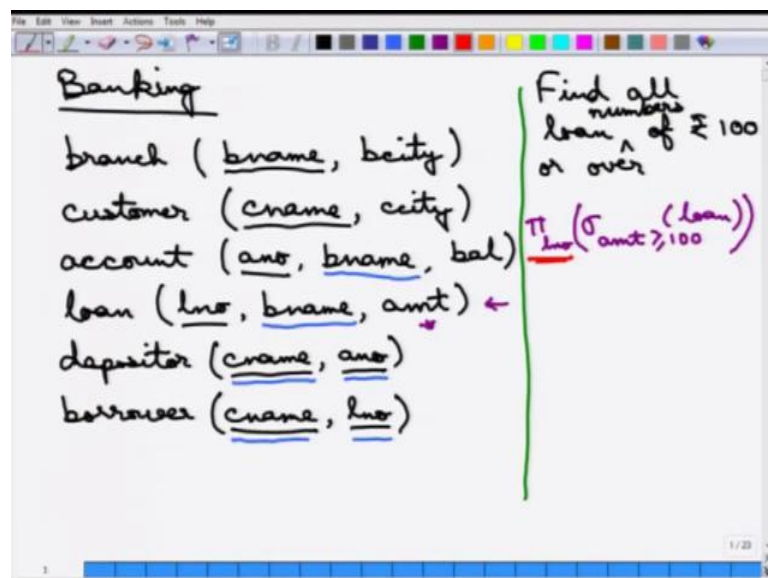 File Edit View Insert Actions Tools Help
Banking
branch ( bname, bcity)
customer (cname, ccity)
account (ano, bname, bal)
loan (lno, bname, amt) ←
depositor (cname, ano)
borrower (cname, lno)
Find all
loan numbers of ₹ 100
or over
π lno (σ amt ≥ 100 (loan))
1/23
1